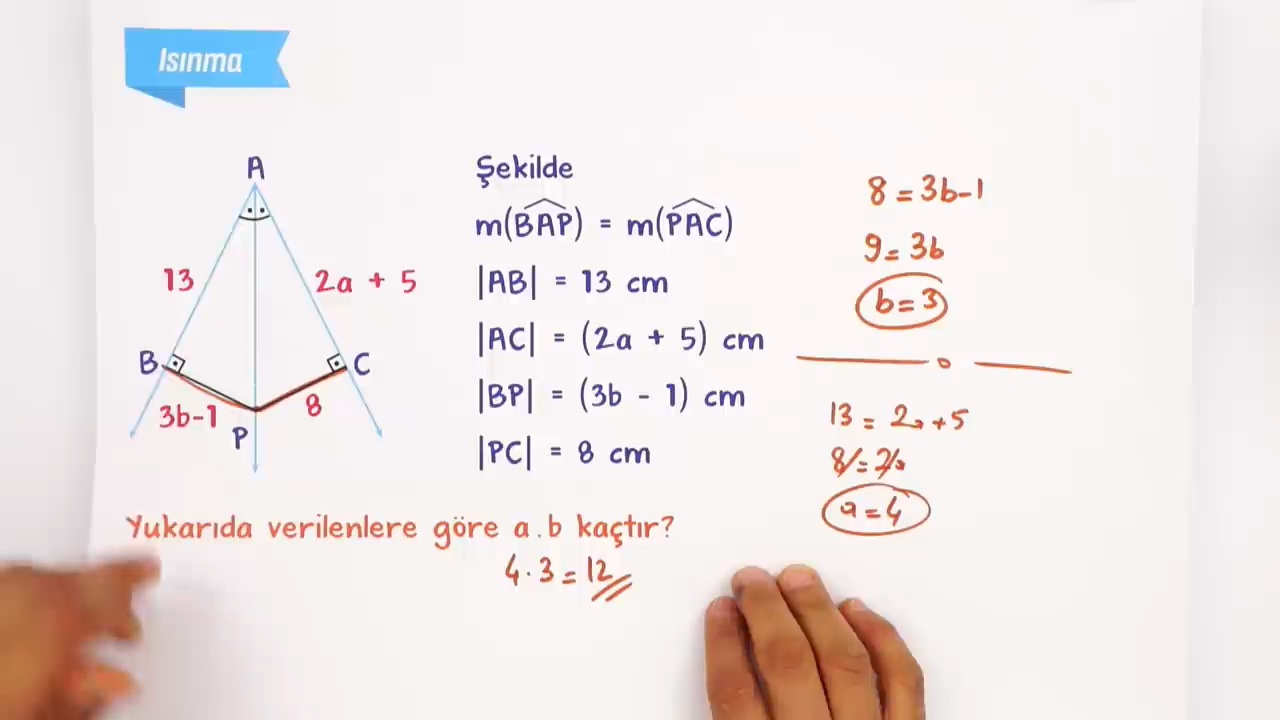 Isınma
A
13
2a + 5
B
C
3b-1
8
P
Şekilde
m(BAP) = m(PAC)
|AB| = 13 cm
|AC| = (2a + 5) cm
|BP| = (3b - 1) cm
|PC| = 8 cm
Yukarıda verilenlere göre a.b kaçtır?
4.3=12
8=3b-1
9=3b
b=3
13=2a+5
8=2a
a=4